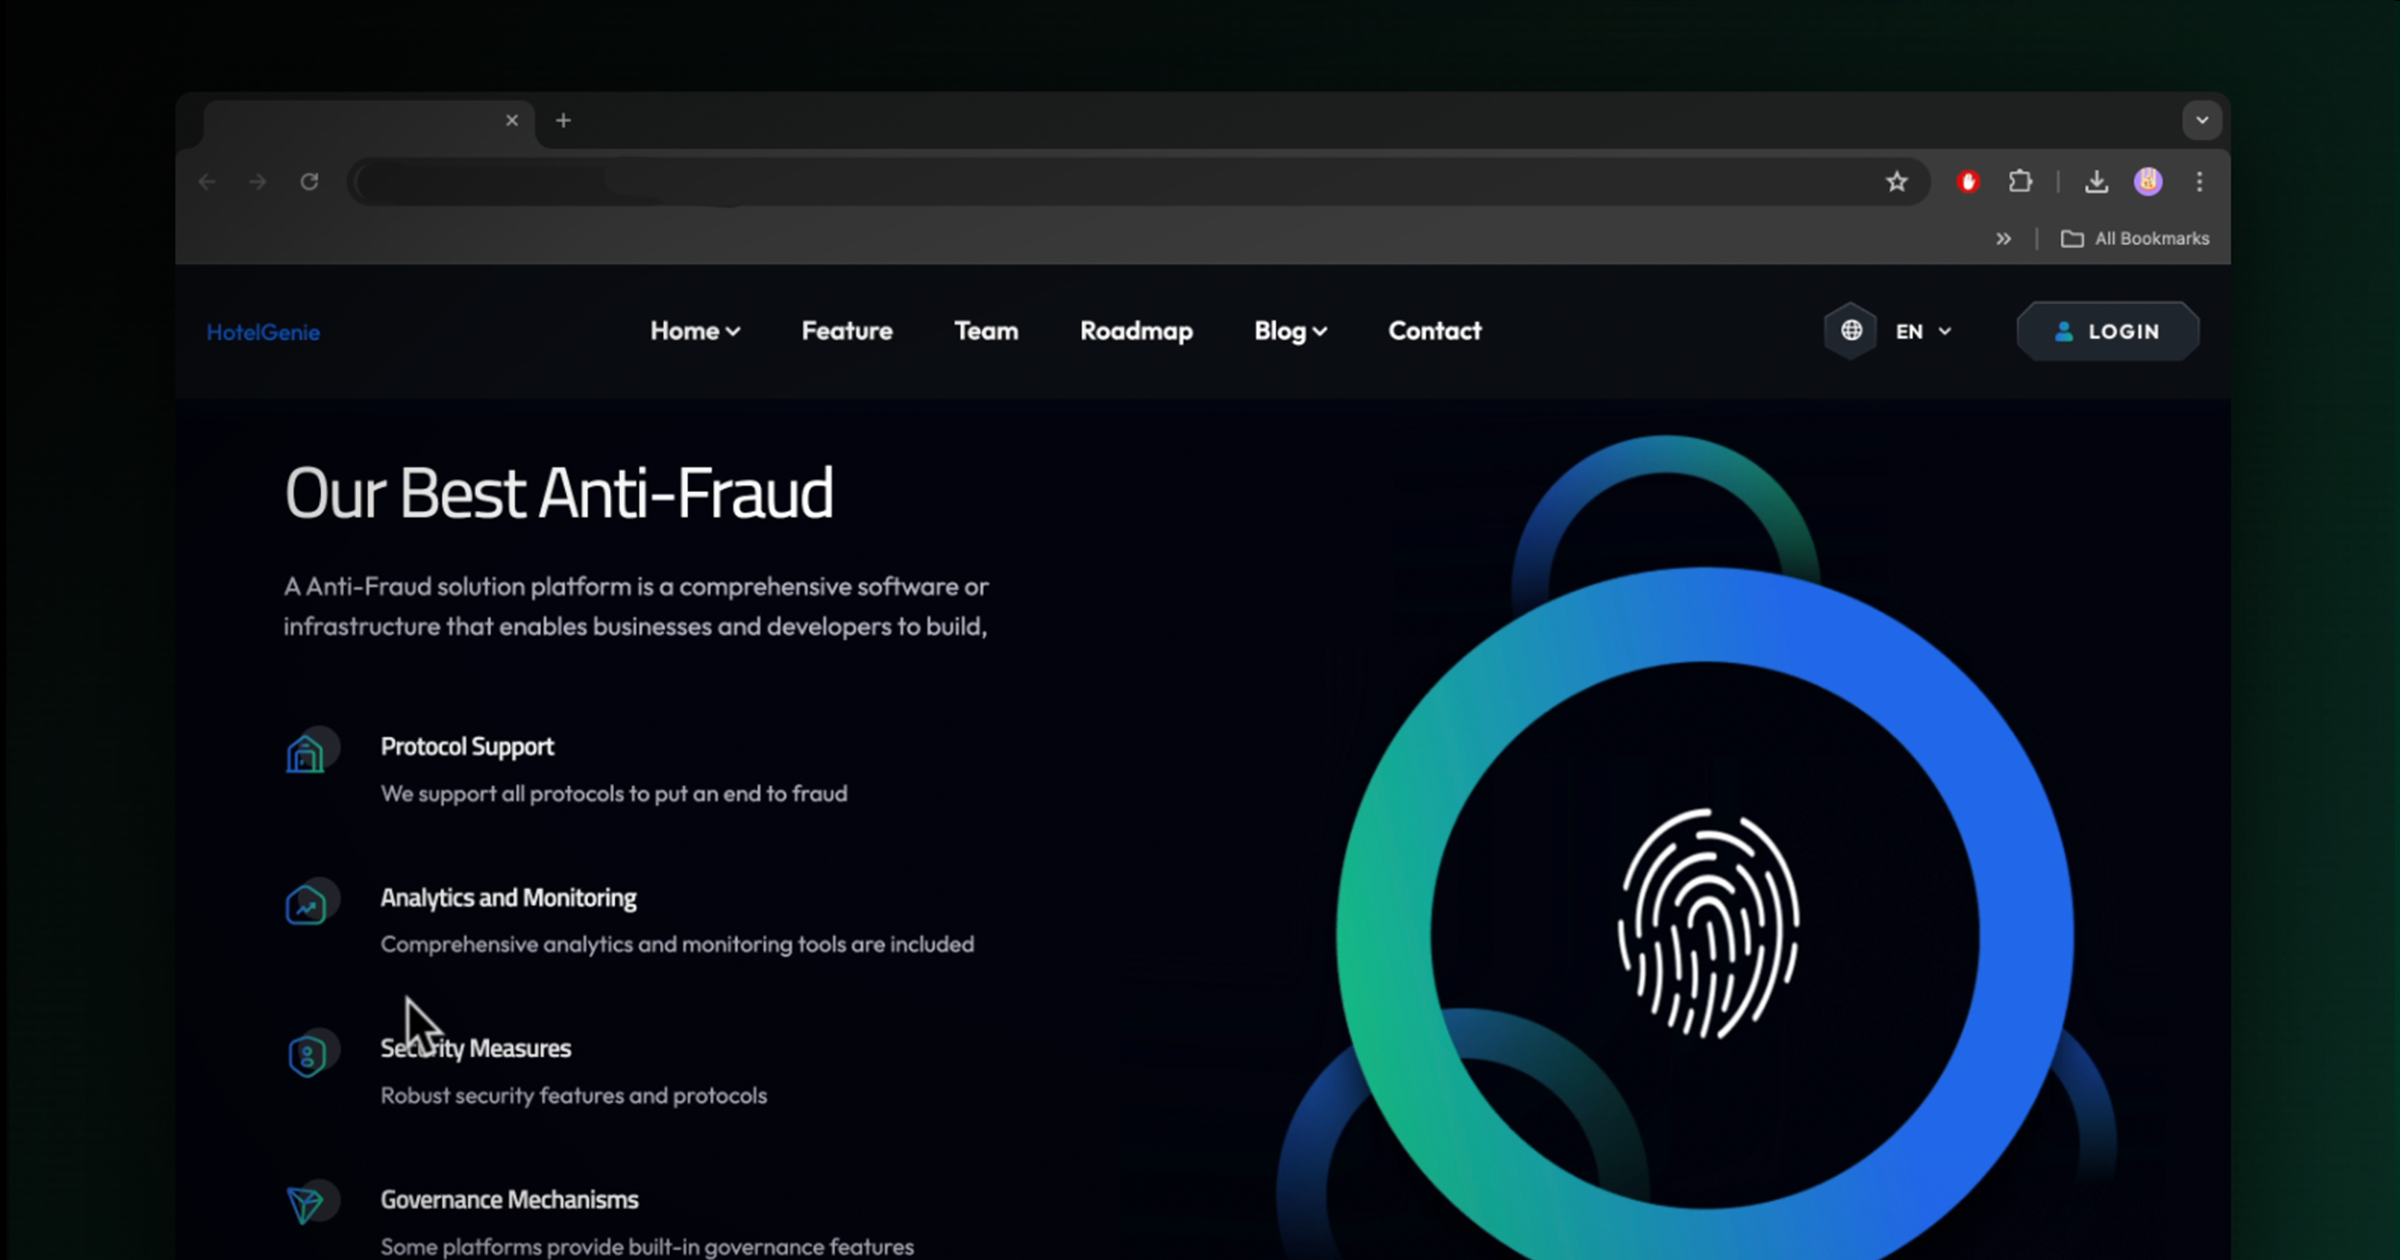 All Bookmarks
HotelGenie
Home
Feature
Team
Roadmap
Blog
Contact
EN
LOGIN
Our Best Anti-Fraud
A Anti-Fraud solution platform is a comprehensive software or
infrastructure that enables businesses and developers to build,
Protocol Support
We support all protocols to put an end to fraud
Analytics and Monitoring
Comprehensive analytics and monitoring tools are included
Security Measures
Robust security features and protocols
Governance Mechanisms
Some platforms provide built-in governance features